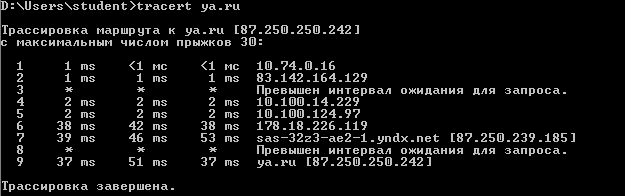 D:\Users\student>tracert ya.ru
Трассировка маршрута к ya.ru [87.250.250.242]
с максимальным числом прыжков 30:
1 1 ms <1 мс <1 мс 10.74.0.16
2 1 ms 1 ms 1 ms 83.142.164.129
3 * * * Превышен интервал ожидания для запроса.
4 2 ms 2 ms 2 ms 10.100.14.229
5 2 ms 2 ms 2 ms 10.100.124.97
6 38 ms 42 ms 38 ms 178.18.226.119
7 39 ms 46 ms 53 ms sas-32z3-ae2-1.yndx.net [87.250.239.185]
8 * * * Превышен интервал ожидания для запроса.
9 37 ms 51 ms 37 ms ya.ru [87.250.250.242]
Трассировка завершена.